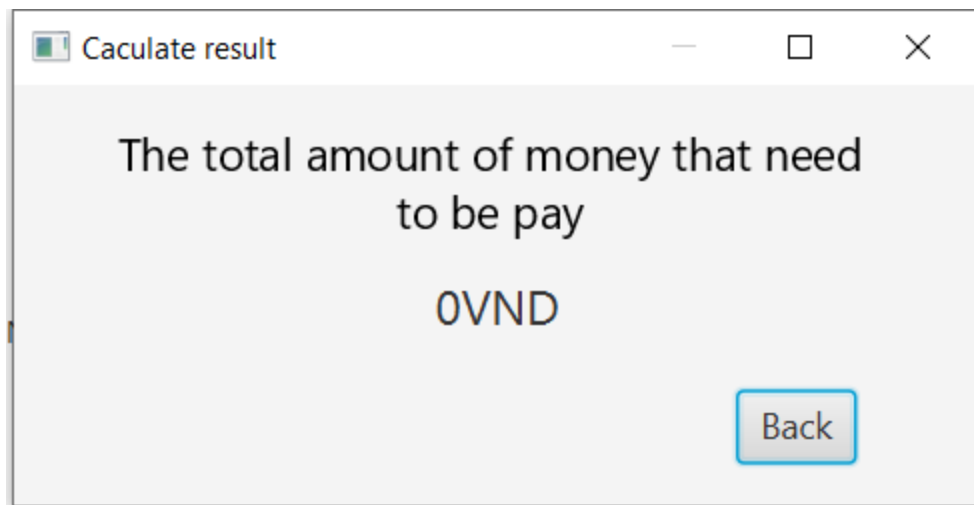 Caculate result
The total amount of money that need
to be pay
0VND
Back